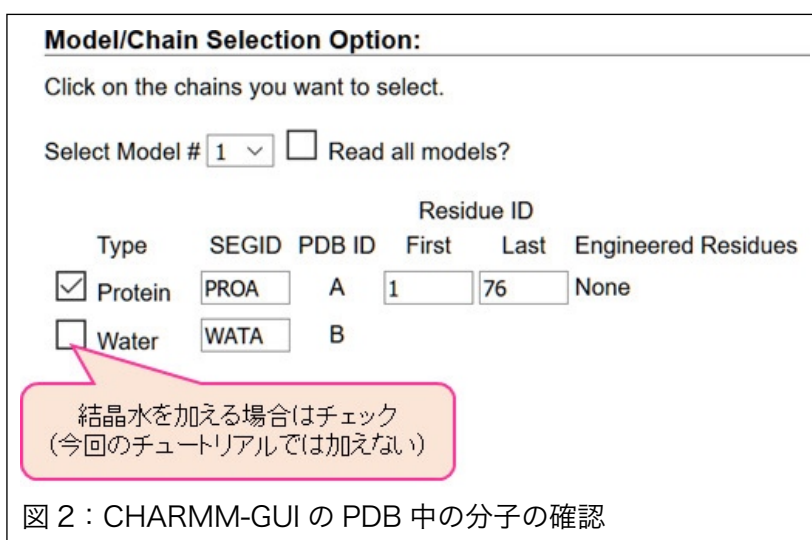 Model/Chain Selection Option:
Click on the chains you want to select.
Select Model # 1 Read all models?
Residue ID
Type SEGID PDB ID First Last Engineered Residues
Protein PROA A 1 76 None
Water WATA B
結晶水を加える場合はチェック
（今回のチュートリアルでは加えない）
図 2：CHARMM-GUI の PDB 中の分子の確認